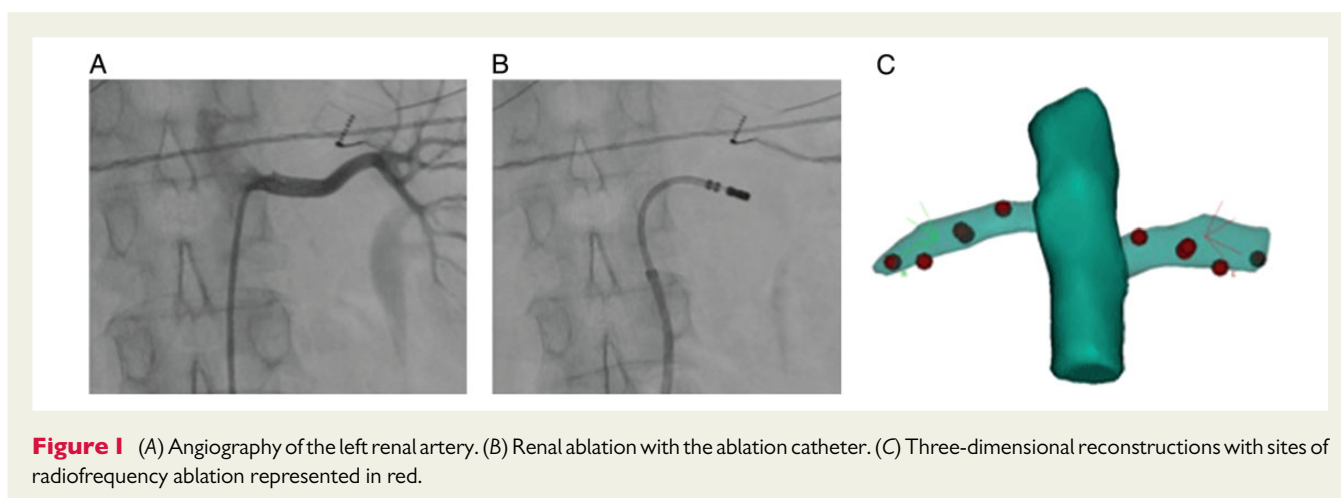 A
B
C
Figure 1 (A) Angiography of the left renal artery. (B) Renal ablation with the ablation catheter. (C) Three-dimensional reconstructions with sites of
radiofrequency ablation represented in red.